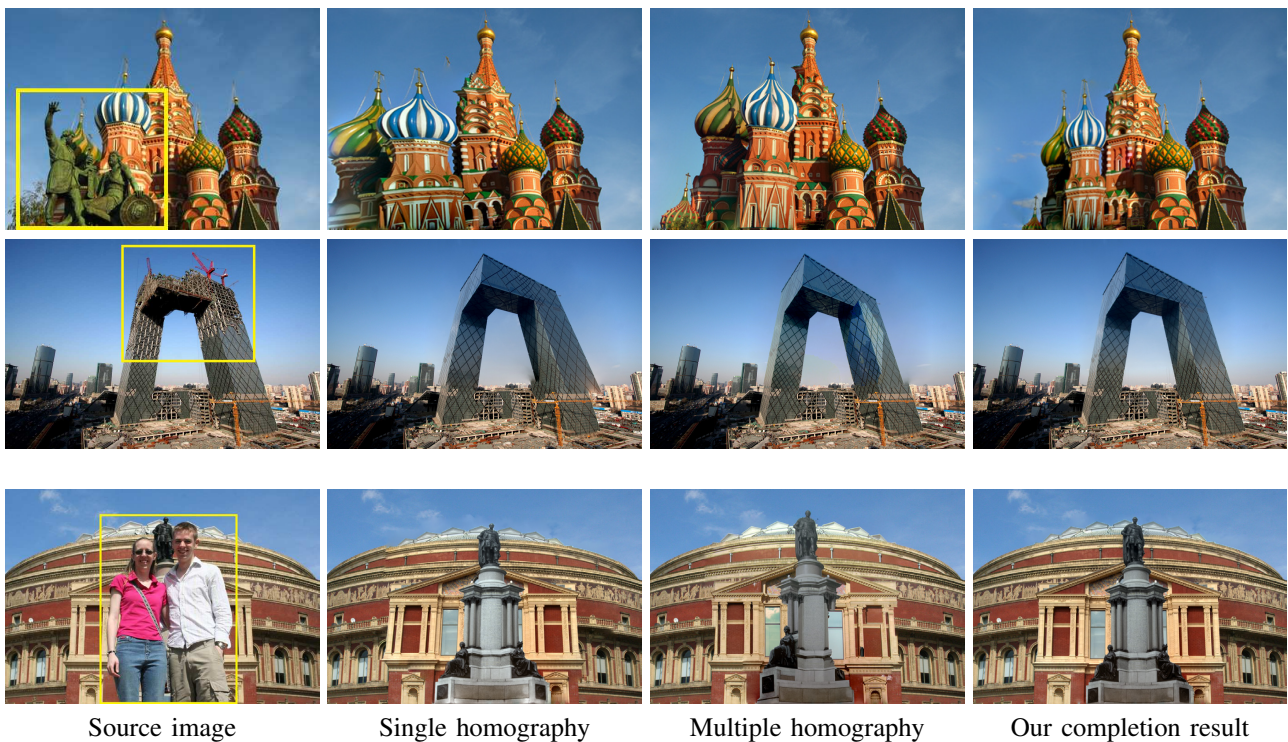 Source image
Single homography
Multiple homography
Our completion result